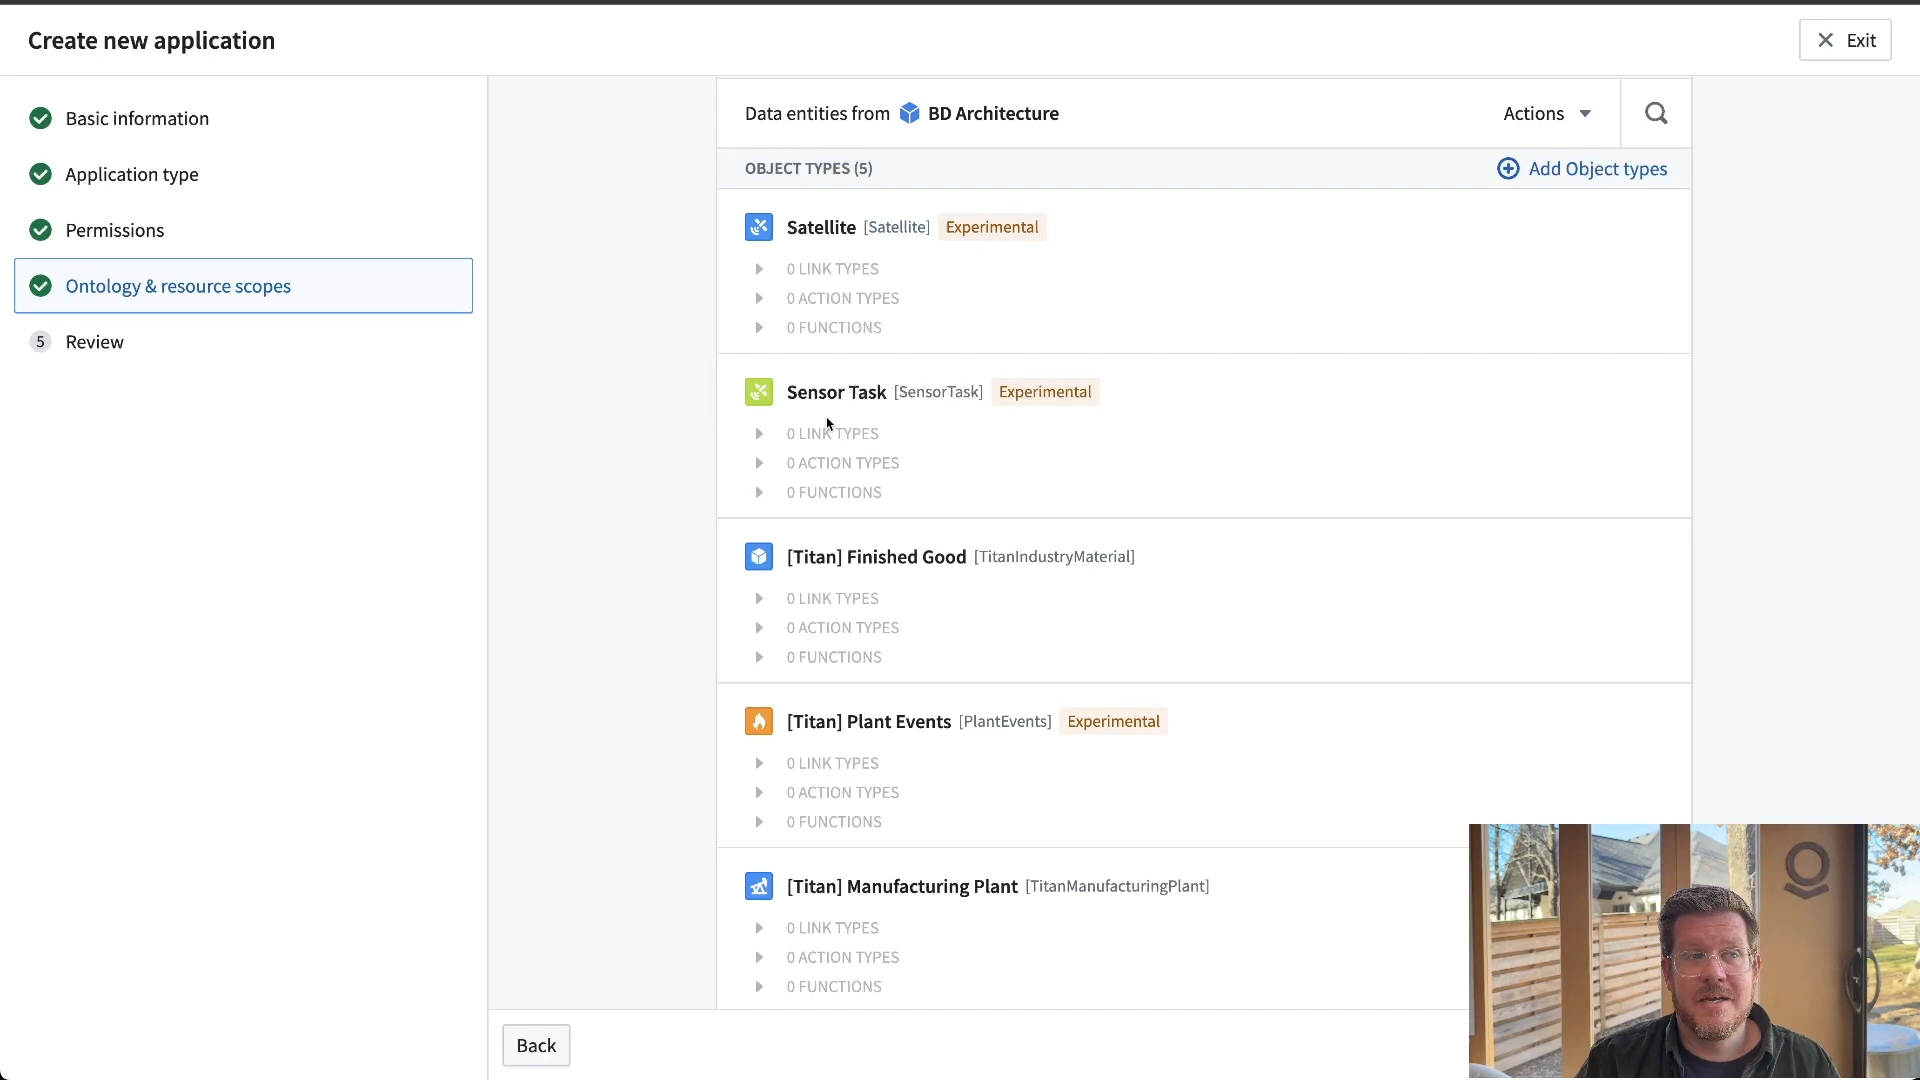 Create new application
Exit
Basic information
Application type
Permissions
Ontology & resource scopes
5 Review
Data entities from BD Architecture
Actions
OBJECT TYPES (5)
Add Object types
Satellite [Satellite] Experimental
0 LINK TYPES
0 ACTION TYPES
0 FUNCTIONS
Sensor Task [SensorTask] Experimental
0 LINK TYPES
0 ACTION TYPES
0 FUNCTIONS
[Titan] Finished Good [TitanIndustryMaterial]
0 LINK TYPES
0 ACTION TYPES
0 FUNCTIONS
[Titan] Plant Events [PlantEvents] Experimental
0 LINK TYPES
0 ACTION TYPES
0 FUNCTIONS
[Titan] Manufacturing Plant [TitanManufacturingPlant]
0 LINK TYPES
0 ACTION TYPES
0 FUNCTIONS
Back